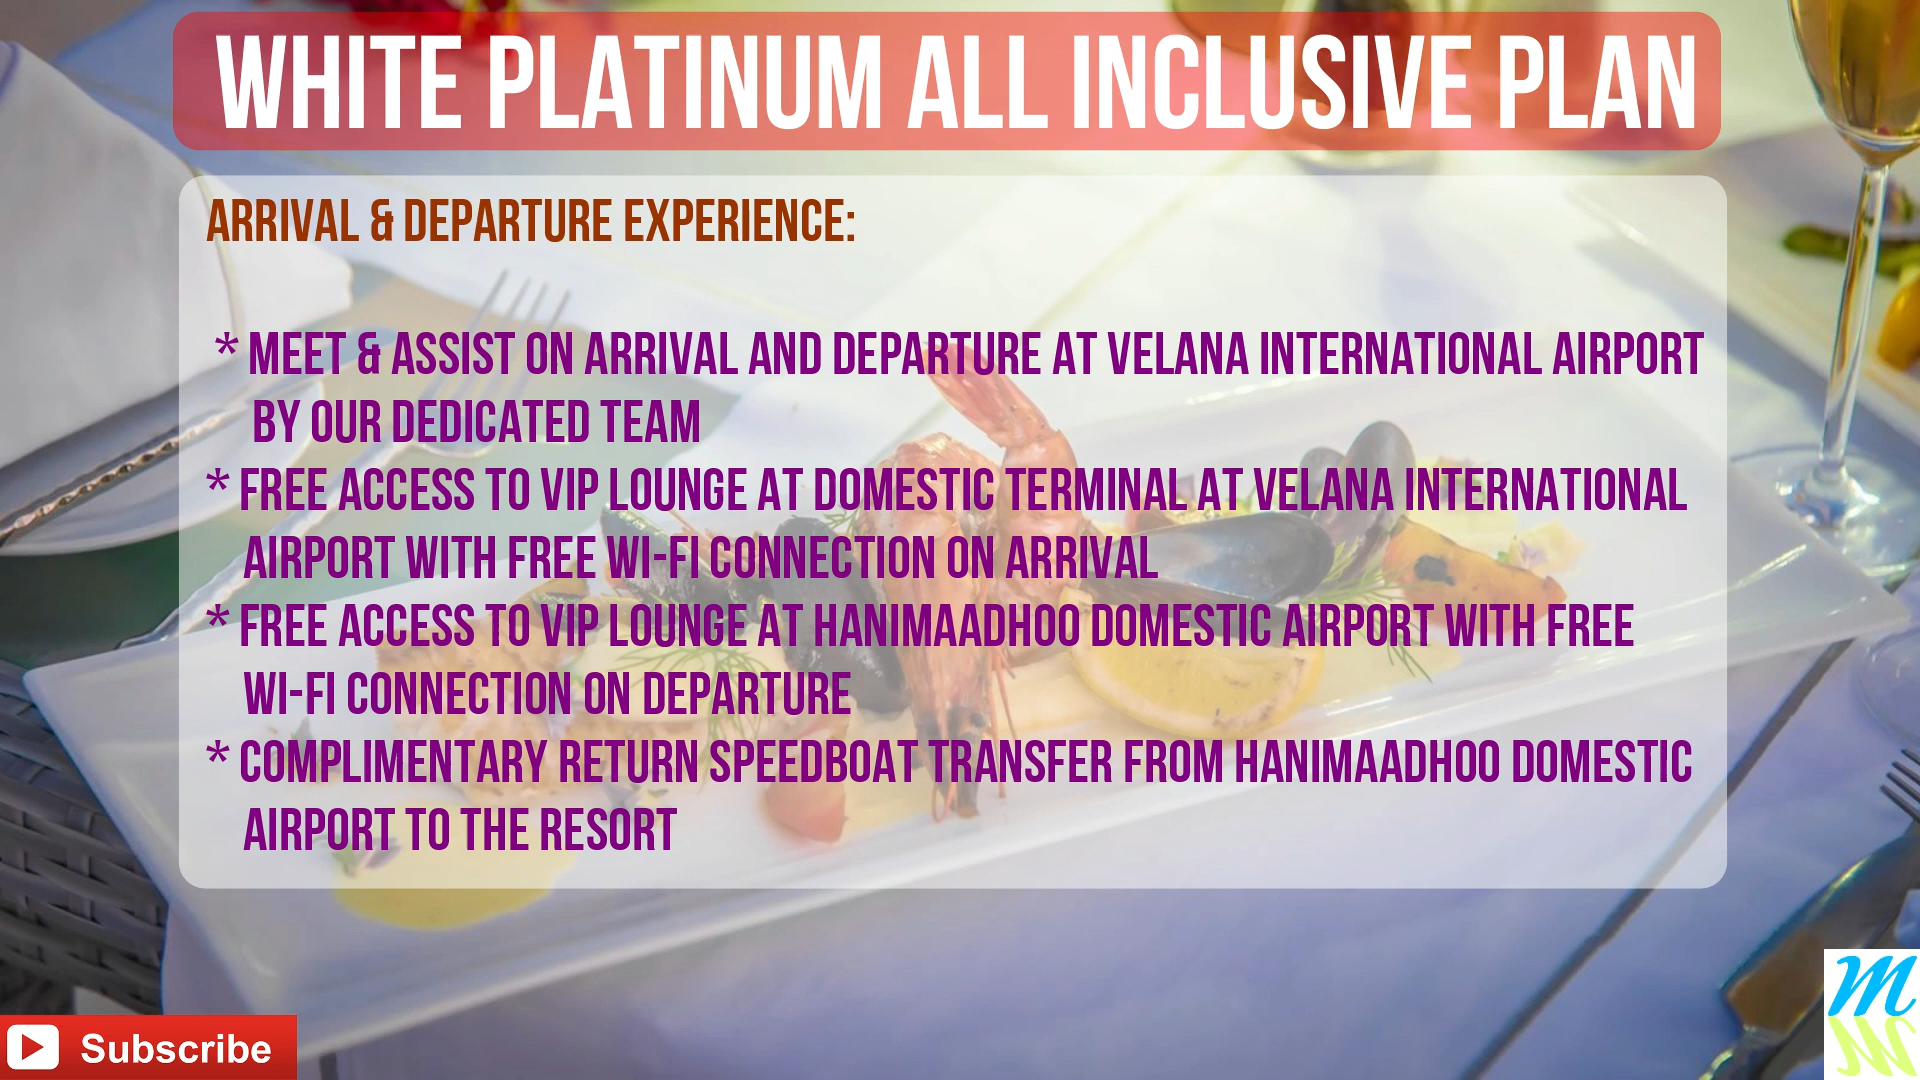 WHITE PLATINUM ALL INCLUSIVE PLAN
ARRIVAL & DEPARTURE EXPERIENCE:
* MEET & ASSIST ON ARRIVAL AND DEPARTURE AT VELANA INTERNATIONAL AIRPORT
BY OUR DEDICATED TEAM
* FREE ACCESS TO VIP LOUNGE AT DOMESTIC TERMINAL AT VELANA INTERNATIONAL
AIRPORT WITH FREE WI-FI CONNECTION ON ARRIVAL
* FREE ACCESS TO VIP LOUNGE AT HANIMAADHOO DOMESTIC AIRPORT WITH FREE
WI-FI CONNECTION ON DEPARTURE
* COMPLIMENTARY RETURN SPEEDBOAT TRANSFER FROM HANIMAADHOO DOMESTIC
AIRPORT TO THE RESORT
Subscribe
M